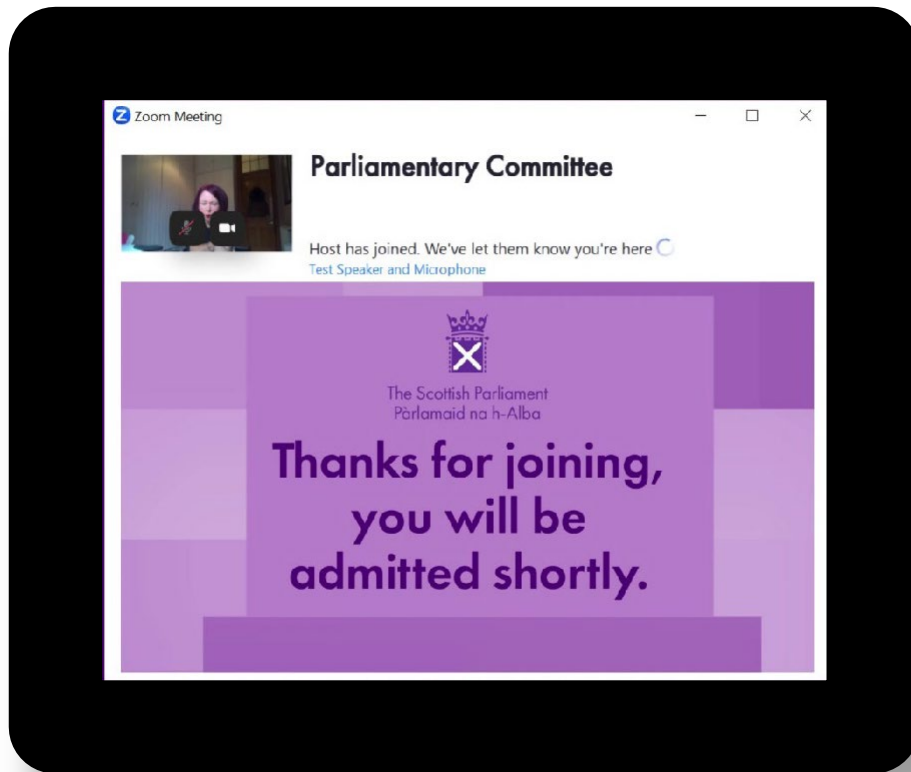 Zoom Meeting
Parliamentary Committee
Host has joined. We've let them know you're here
Test Speaker and Microphone
The Scottish Parliament
Pàrlamaid na h-Alba
Thanks for joining,
you will be
admitted shortly.